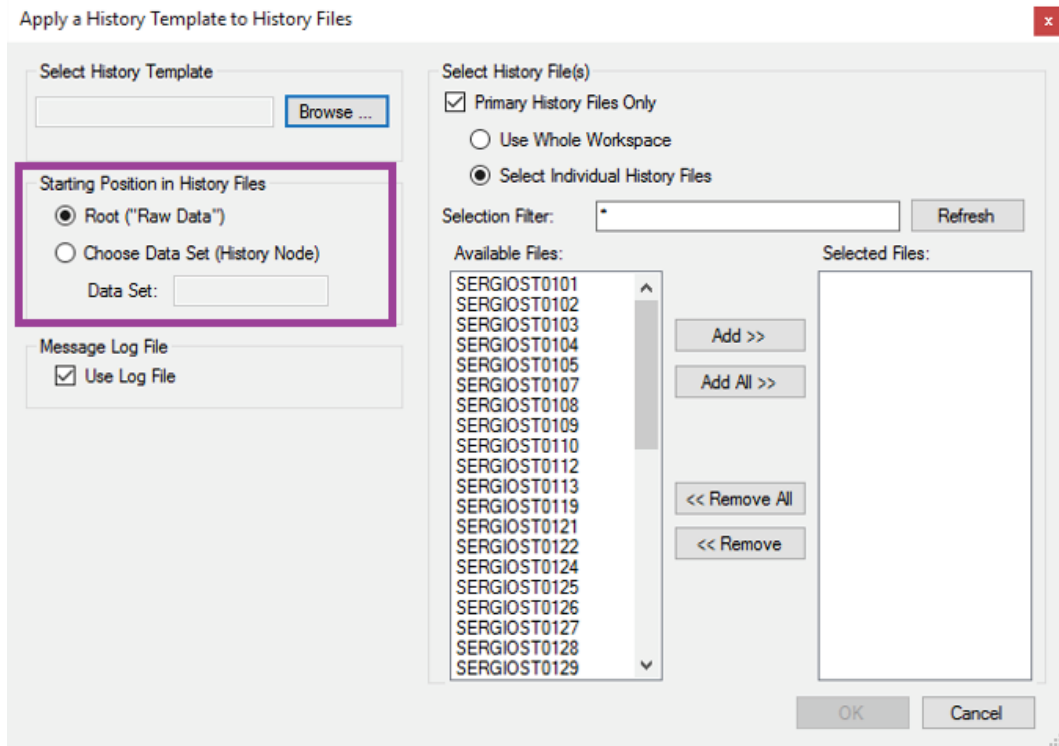 Apply a History Template to History Files
x
Select History Template
Browse ...
Starting Position in History Files
Root ("Raw Data")
Choose Data Set (History Node)
Data Set:
Message Log File
Use Log File
Select History File(s)
Primary History Files Only
Use Whole Workspace
Select Individual History Files
Selection Filter:
*
Refresh
Available Files:
SERGIOST0101
SERGIOST0102
SERGIOST0103
SERGIOST0104
SERGIOST0105
SERGIOST0107
SERGIOST0108
SERGIOST0109
SERGIOST0110
SERGIOST0112
SERGIOST0113
SERGIOST0119
SERGIOST0121
SERGIOST0122
SERGIOST0124
SERGIOST0125
SERGIOST0126
SERGIOST0127
SERGIOST0128
SERGIOST0129
Add >>
Add All >>
<< Remove All
<< Remove
Selected Files:
OK
Cancel